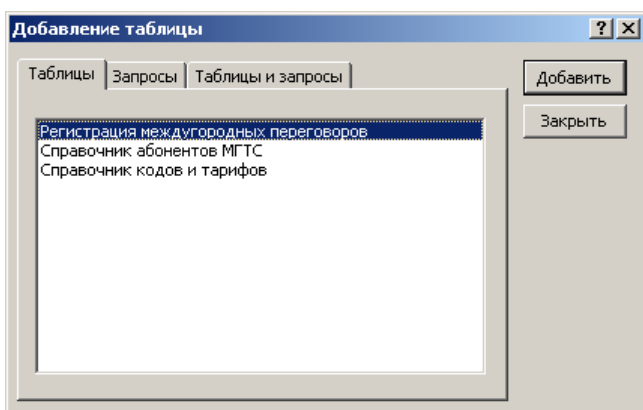 Добавление таблицы
Таблицы Запросы Таблицы и запросы
Добавить
Закрыть
Регистрация междугородных переговоров
Справочник абонентов МГТС
Справочник кодов и тарифов